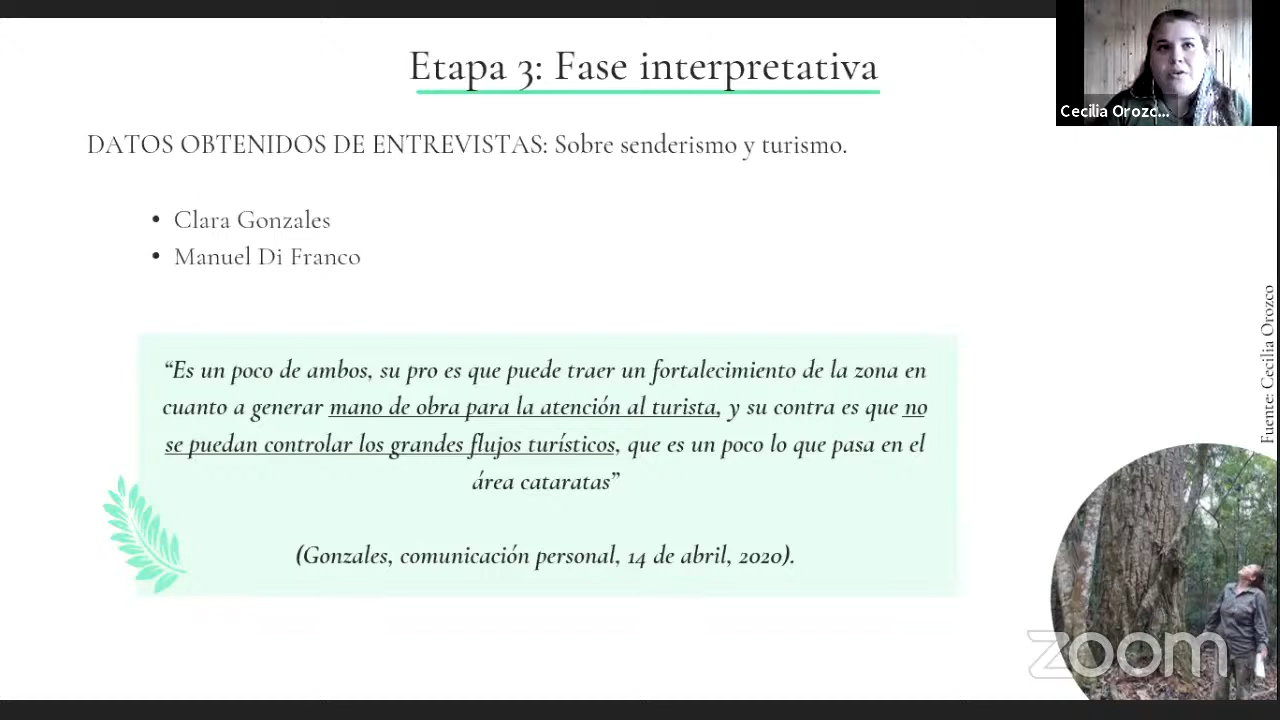 Etapa 3: Fase interpretativa
Cecilia Orozc...
DATOS OBTENIDOS DE ENTREVISTAS: Sobre senderismo y turismo.
• Clara Gonzales
• Manuel Di Franco
“Es un poco de ambos, su pro es que puede traer un fortalecimiento de la zona en
cuanto a generar mano de obra para la atención al turista, y su contra es que no
se puedan controlar los grandes flujos turísticos, que es un poco lo que pasa en el
área cataratas”
(Gonzales, comunicación personal, 14 de abril, 2020).
Fuente: Cecilia Orozco
zoom